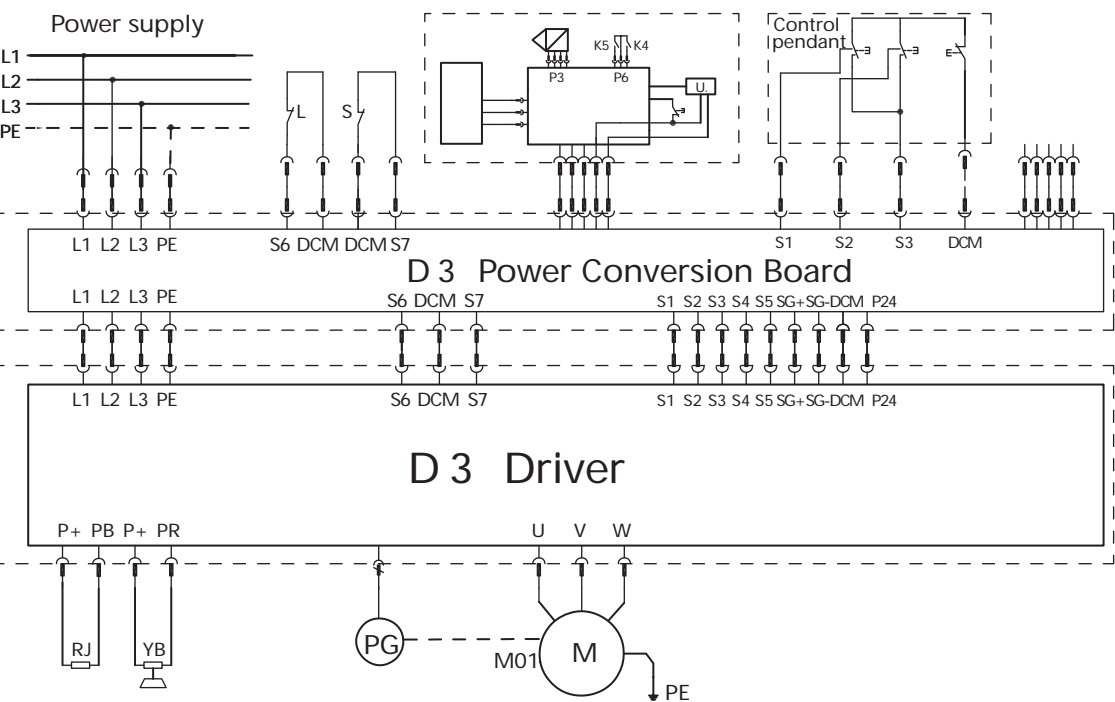 Power supply
L1
L2
L3
PE
L
S
K5 K4
P3 P6
U.
Control
pendant
L1 L2 L3 PE
S6 DCM DCM S7
S1 S2 S3 DCM
D 3 Power Conversion Board
L1 L2 L3 PE
S6 DCM S7
S1 S2 S3 S4 S5 SG+ SG- DCM P24
L1 L2 L3 PE
S6 DCM S7
S1 S2 S3 S4 S5 SG+ SG- DCM P24
D 3 Driver
P+ PB P+ PR
U V W
RJ
YB
PG
M01
M
PE